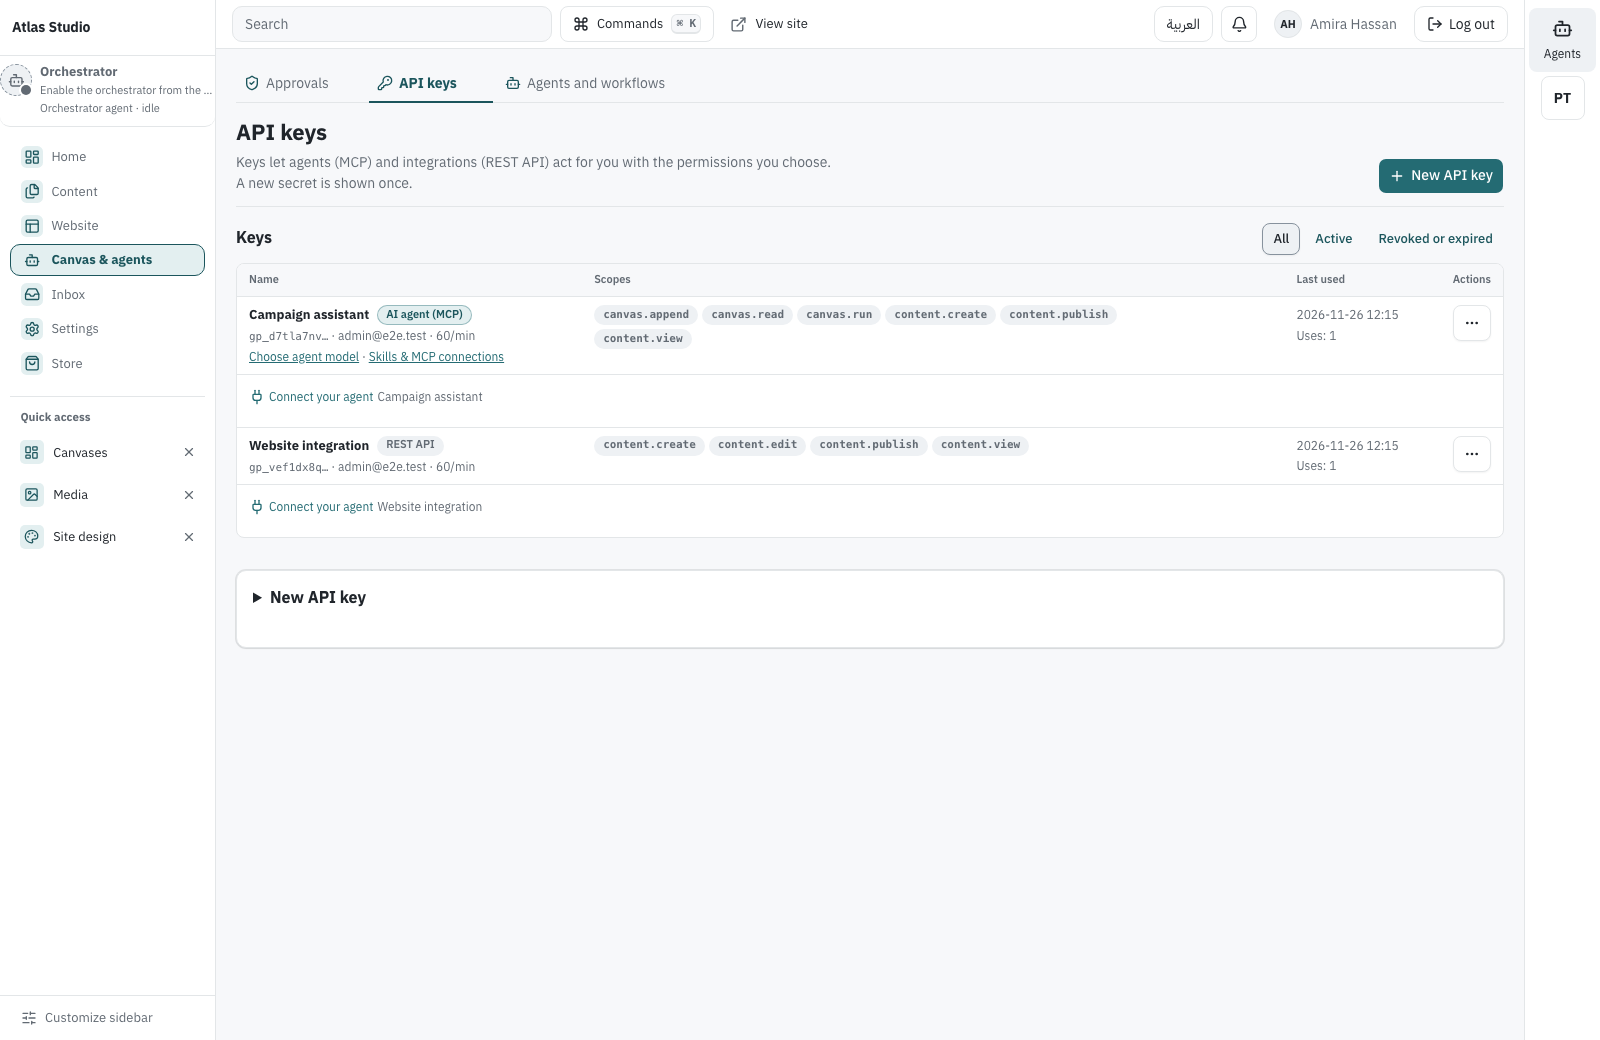 Atlas Studio
Search
Commands ⌘ K
View site
العربية
AH Amira Hassan
Log out
Agents
PT
Orchestrator
Enable the orchestrator from the ...
Orchestrator agent · idle
Home
Content
Website
Canvas & agents
Inbox
Settings
Store
Quick access
Canvases
Media
Site design
Customize sidebar
Approvals
API keys
Agents and workflows
API keys
Keys let agents (MCP) and integrations (REST API) act for you with the permissions you choose.
A new secret is shown once.
+ New API key
Keys
All Active Revoked or expired
Name Scopes Last used Actions
Campaign assistant AI agent (MCP)
gp_d7tla7nv… · admin@e2e.test · 60/min
Choose agent model · Skills & MCP connections
canvas.append canvas.read canvas.run content.create content.publish
content.view
2026-11-26 12:15
Uses: 1
Connect your agent Campaign assistant
Website integration REST API
gp_vef1dx8q… · admin@e2e.test · 60/min
content.create content.edit content.publish content.view
2026-11-26 12:15
Uses: 1
Connect your agent Website integration
New API key